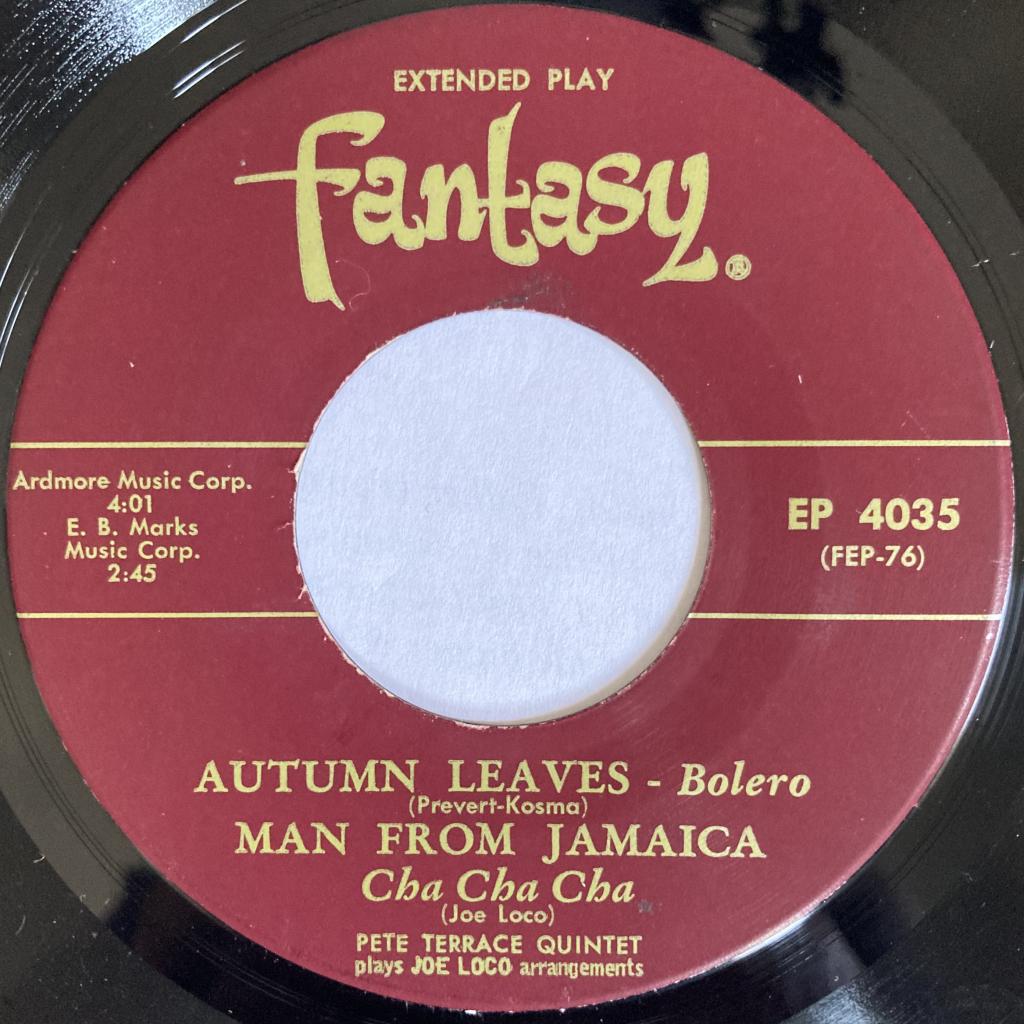 EXTENDED PLAY
fantasy®
Ardmore Music Corp.
4:01
E. B. Marks
Music Corp.
2:45
EP 4035
(FEP-76)
AUTUMN LEAVES - Bolero
(Prevert-Kosma)
MAN FROM JAMAICA
Cha Cha Cha
(Joe Loco)
PETE TERRACE QUINTET
plays JOE LOCO arrangements